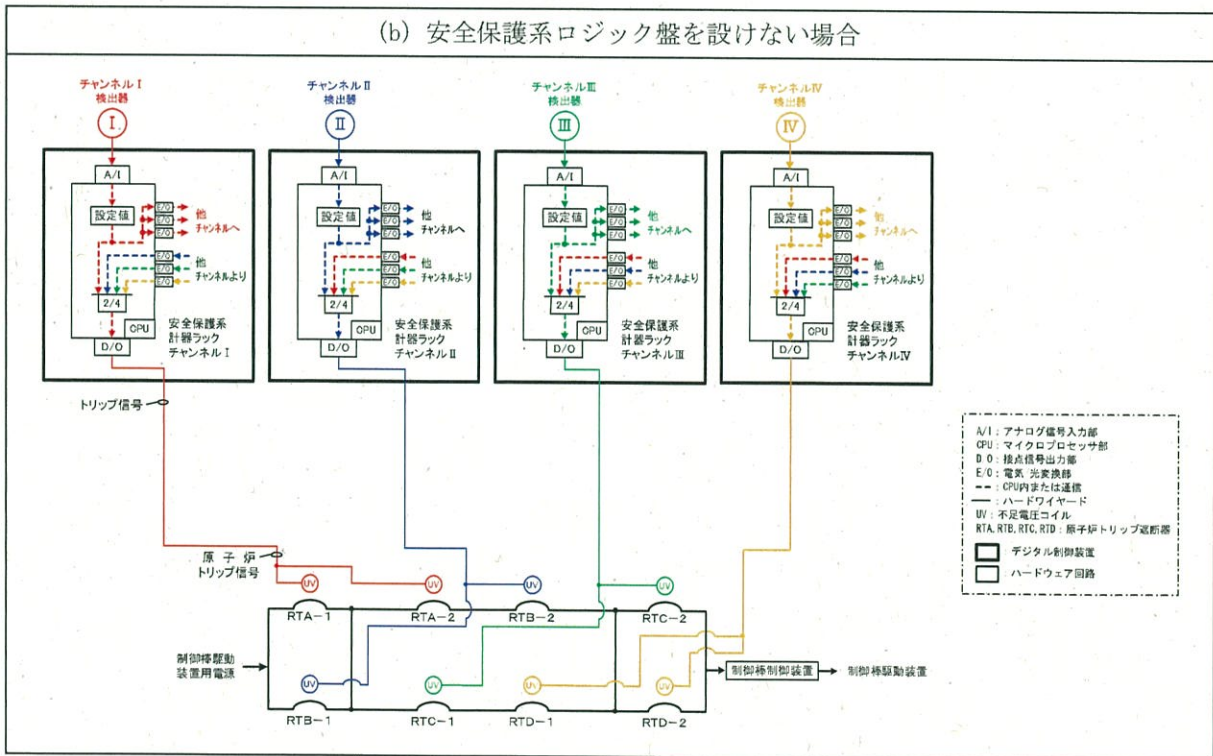 (b) 安全保護系ロジック盤を設けない場合
チャンネルⅠ
検出器
Ⅰ
A/I
設定値
E/O
E/O
E/O
他
チャンネルへ
E/O
E/O
E/O
他
チャンネルより
2/4
CPU
D/O
安全保護系
計器ラック
チャンネルⅠ
チャンネルⅡ
検出器
Ⅱ
A/I
設定値
E/O
E/O
E/O
他
チャンネルへ
E/O
E/O
E/O
他
チャンネルより
2/4
CPU
D/O
安全保護系
計器ラック
チャンネルⅡ
チャンネルⅢ
検出器
Ⅲ
A/I
設定値
E/O
E/O
E/O
他
チャンネルへ
E/O
E/O
E/O
他
チャンネルより
2/4
CPU
D/O
安全保護系
計器ラック
チャンネルⅢ
チャンネルⅣ
検出器
Ⅳ
A/I
設定値
E/O
E/O
E/O
他
チャンネルへ
E/O
E/O
E/O
他
チャンネルより
2/4
CPU
D/O
安全保護系
計器ラック
チャンネルⅣ
トリップ信号
原子炉
トリップ信号
UV
UV
UV
UV
RTA-1
RTA-2
RTB-2
RTC-2
制御棒駆動
装置用電源
制御棒制御装置
制御棒駆動装置
UV
UV
UV
UV
RTB-1
RTC-1
RTD-1
RTD-2
A/I：アナログ信号入力部
CPU：マイクロプロセッサ部
D/O：接点信号出力部
E/O：電気 光変換部
CPU内または通信
ハードワイヤード
UV：不足電圧コイル
RTA, RTB, RTC, RTD：原子炉トリップ遮断器
デジタル制御装置
ハードウェア回路